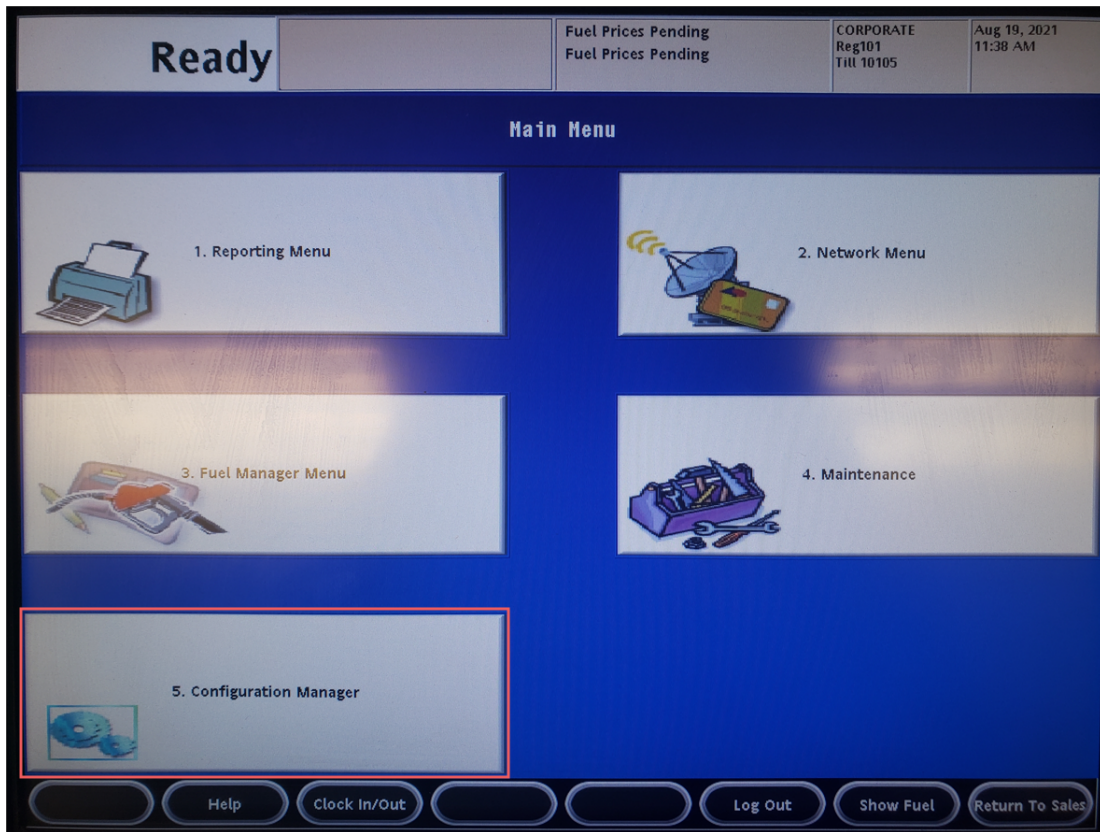 Ready
Fuel Prices Pending
Fuel Prices Pending
CORPORATE
Reg101
Till 10105
Aug 19, 2021
11:38 AM
Main Menu
1. Reporting Menu
2. Network Menu
3. Fuel Manager Menu
4. Maintenance
5. Configuration Manager
Help
Clock In/Out
Log Out
Show Fuel
Return To Sales